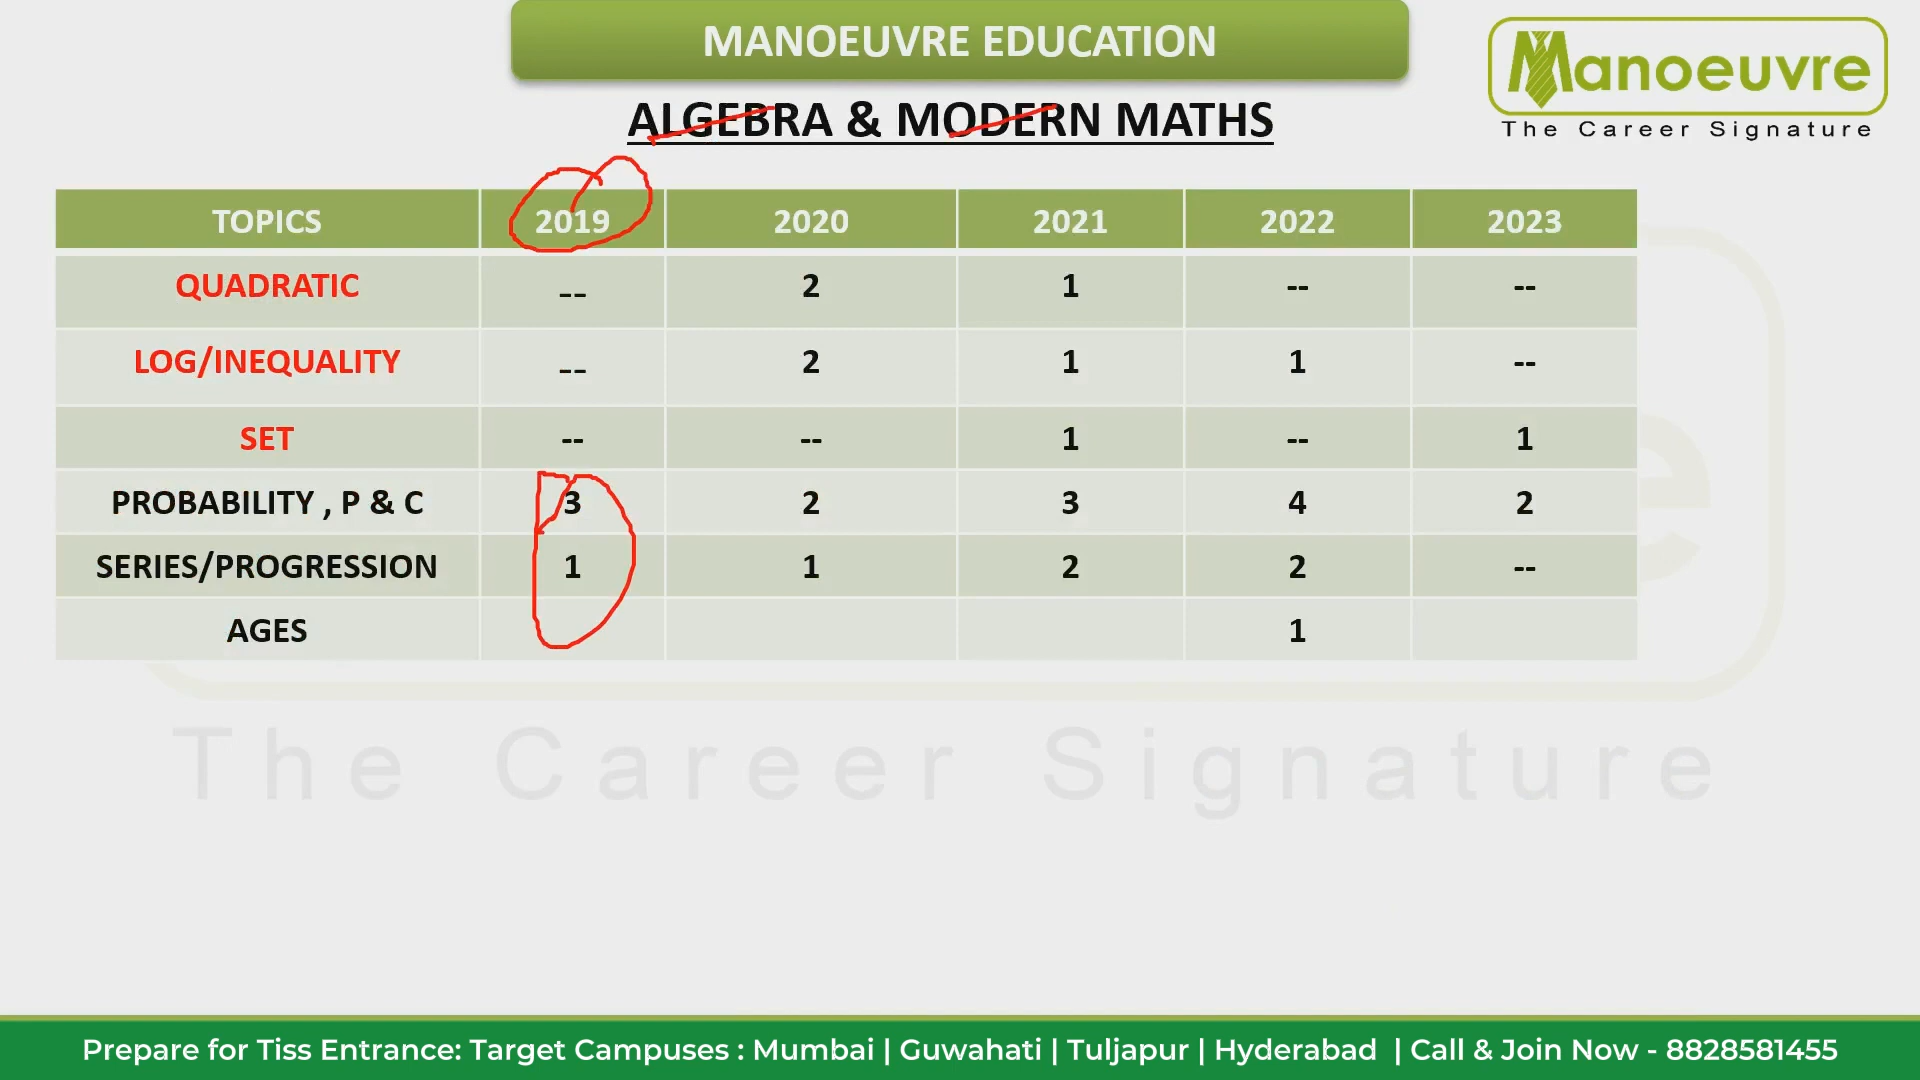 MANOEUVRE EDUCATION
Manoeuvre
The Career Signature
ALGEBRA & MODERN MATHS
TOPICS 2019 2020 2021 2022 2023
QUADRATIC -- 2 1 -- --
LOG/INEQUALITY -- 2 1 1 --
SET -- -- 1 -- 1
PROBABILITY , P & C 3 2 3 4 2
SERIES/PROGRESSION 1 1 2 2 --
AGES 1
The Career Signature
Prepare for Tiss Entrance: Target Campuses : Mumbai | Guwahati | Tuljapur | Hyderabad | Call & Join Now - 8828581455